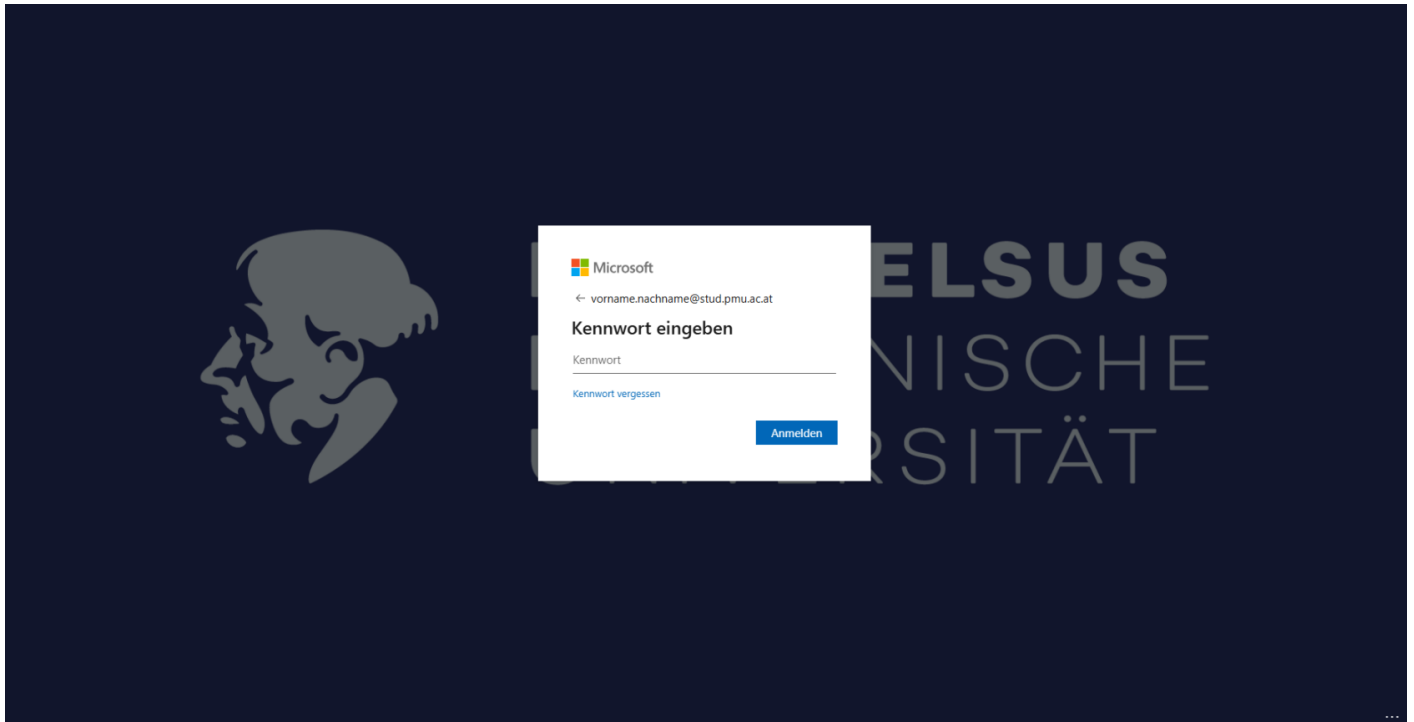 Microsoft
← vorname.nachname@stud.pmu.ac.at
Kennwort eingeben
Kennwort
Kennwort vergessen
Anmelden
ELSUS
NISCHE
RSITÄT
...